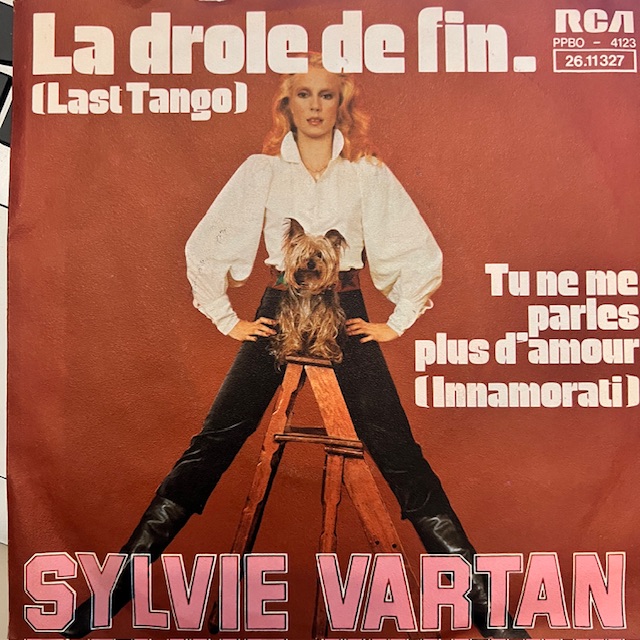 La drole de fin.
(Last Tango)
RCA
PPBO - 4123
26.11327
Tu ne me
parles
plus d'amour
(Innamorati)
SYLVIE VARTAN